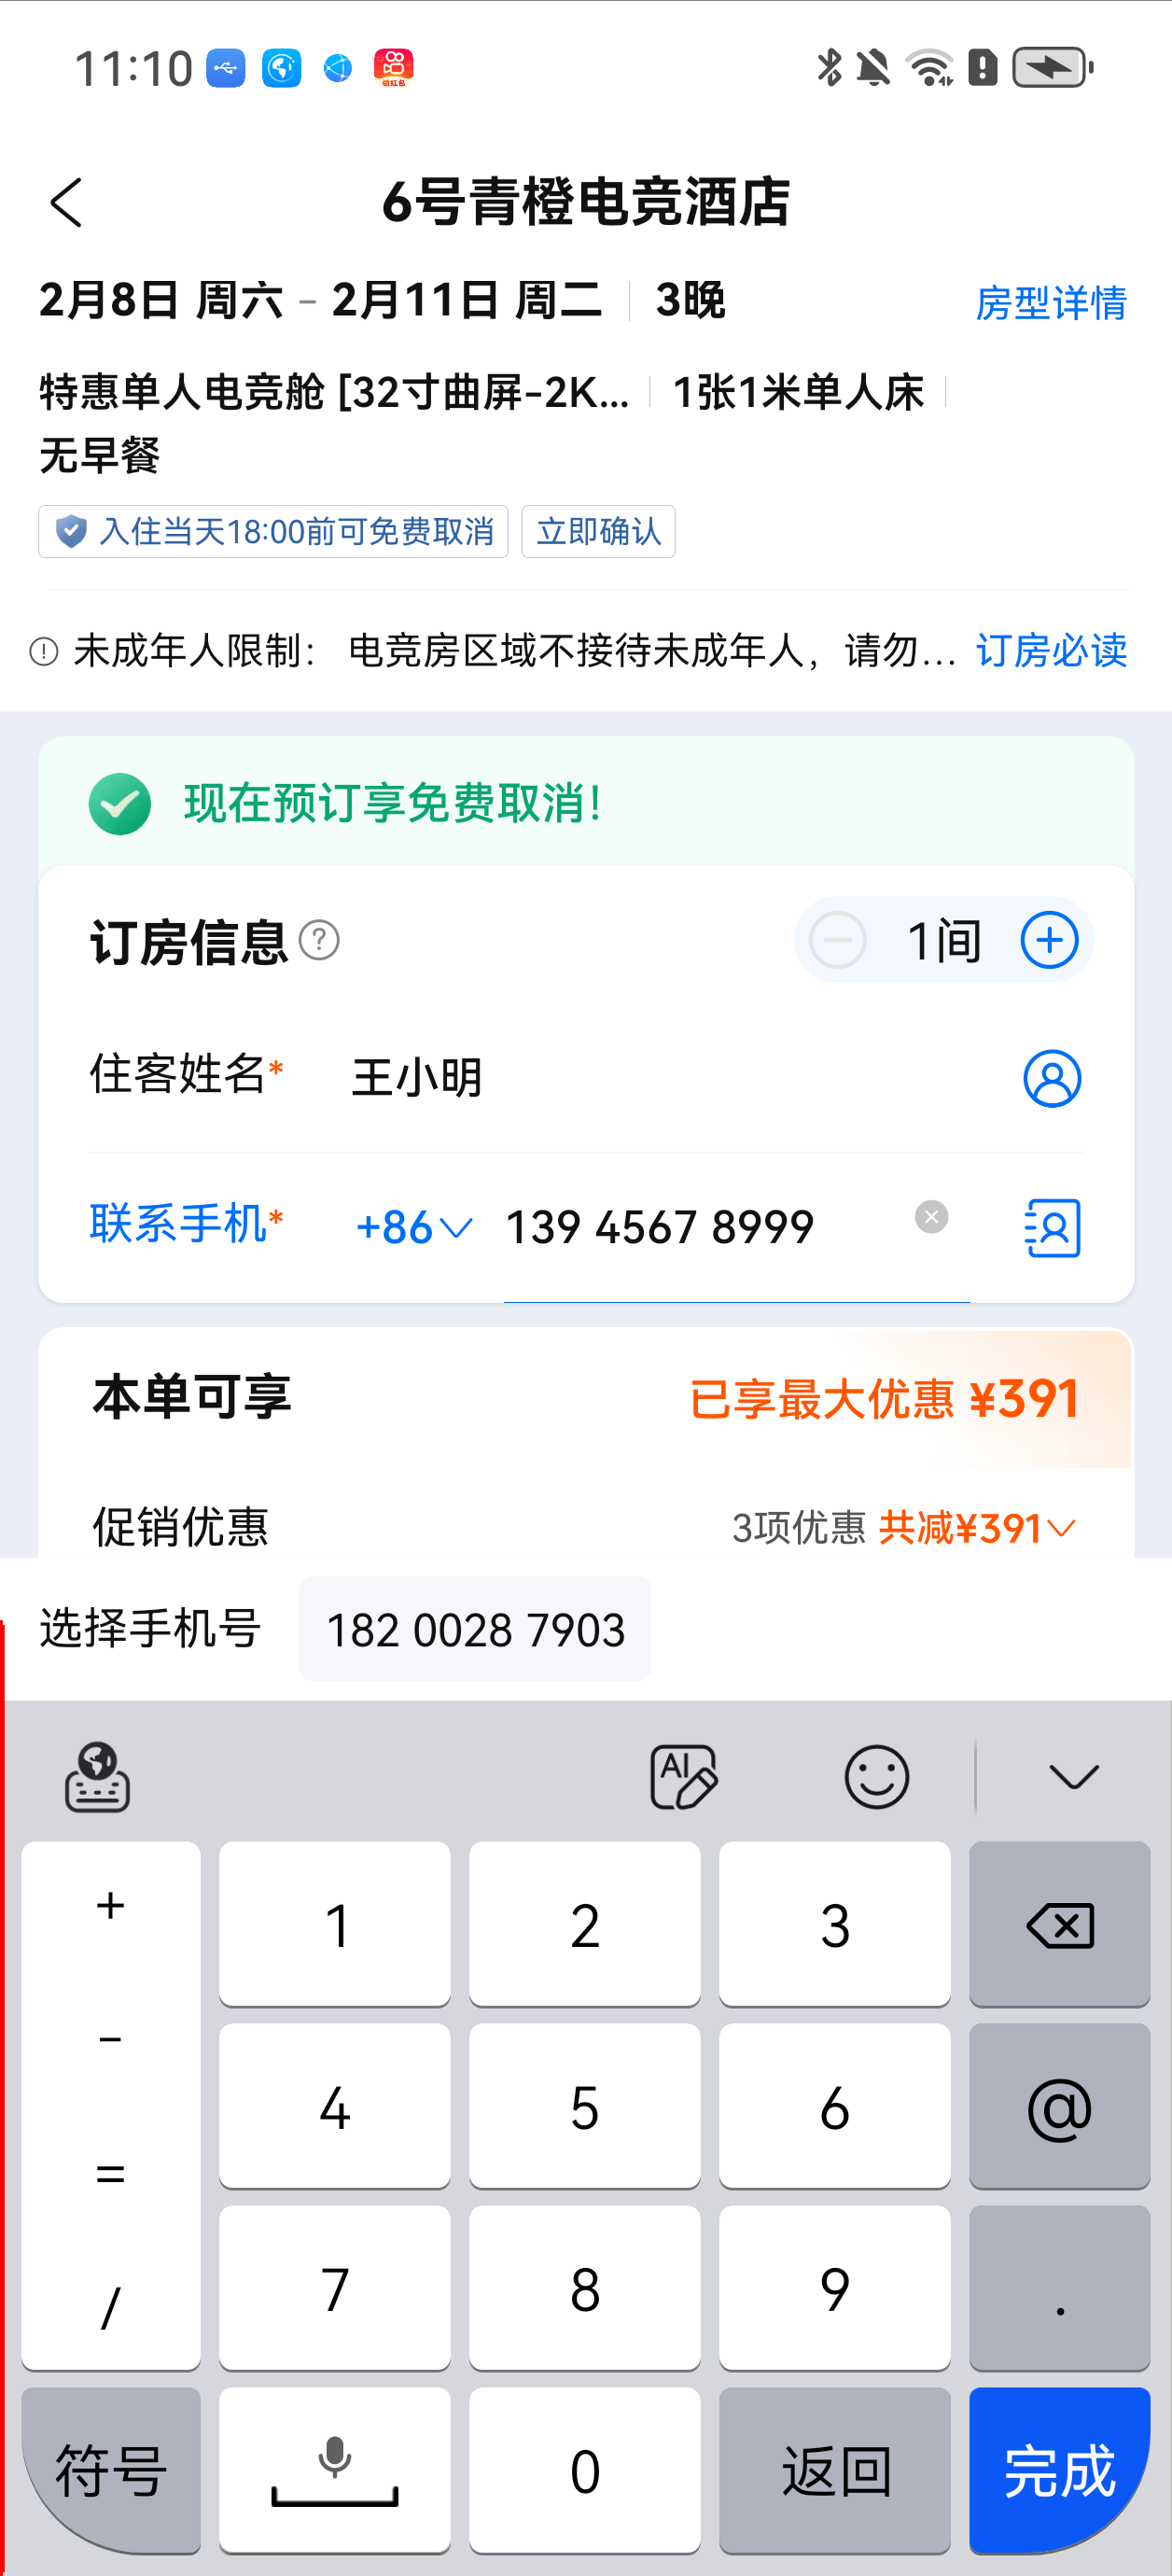 11:10
领红包
6号青橙电竞酒店
2月8日 周六 - 2月11日 周二 3晚 房型详情
特惠单人电竞舱 [32寸曲屏-2K... 1张1米单人床
无早餐
入住当天18:00前可免费取消 立即确认
未成年人限制： 电竞房区域不接待未成年人，请勿... 订房必读
现在预订享免费取消！
订房信息 ? 1间
住客姓名* 王小明
联系手机* +86 139 4567 8999
本单可享 已享最大优惠 ¥391
促销优惠 3项优惠 共减¥391
选择手机号 182 0028 7903
AI
+ 1 2 3
- 4 5 6 @
= 7 8 9 .
/
符号 0 返回 完成